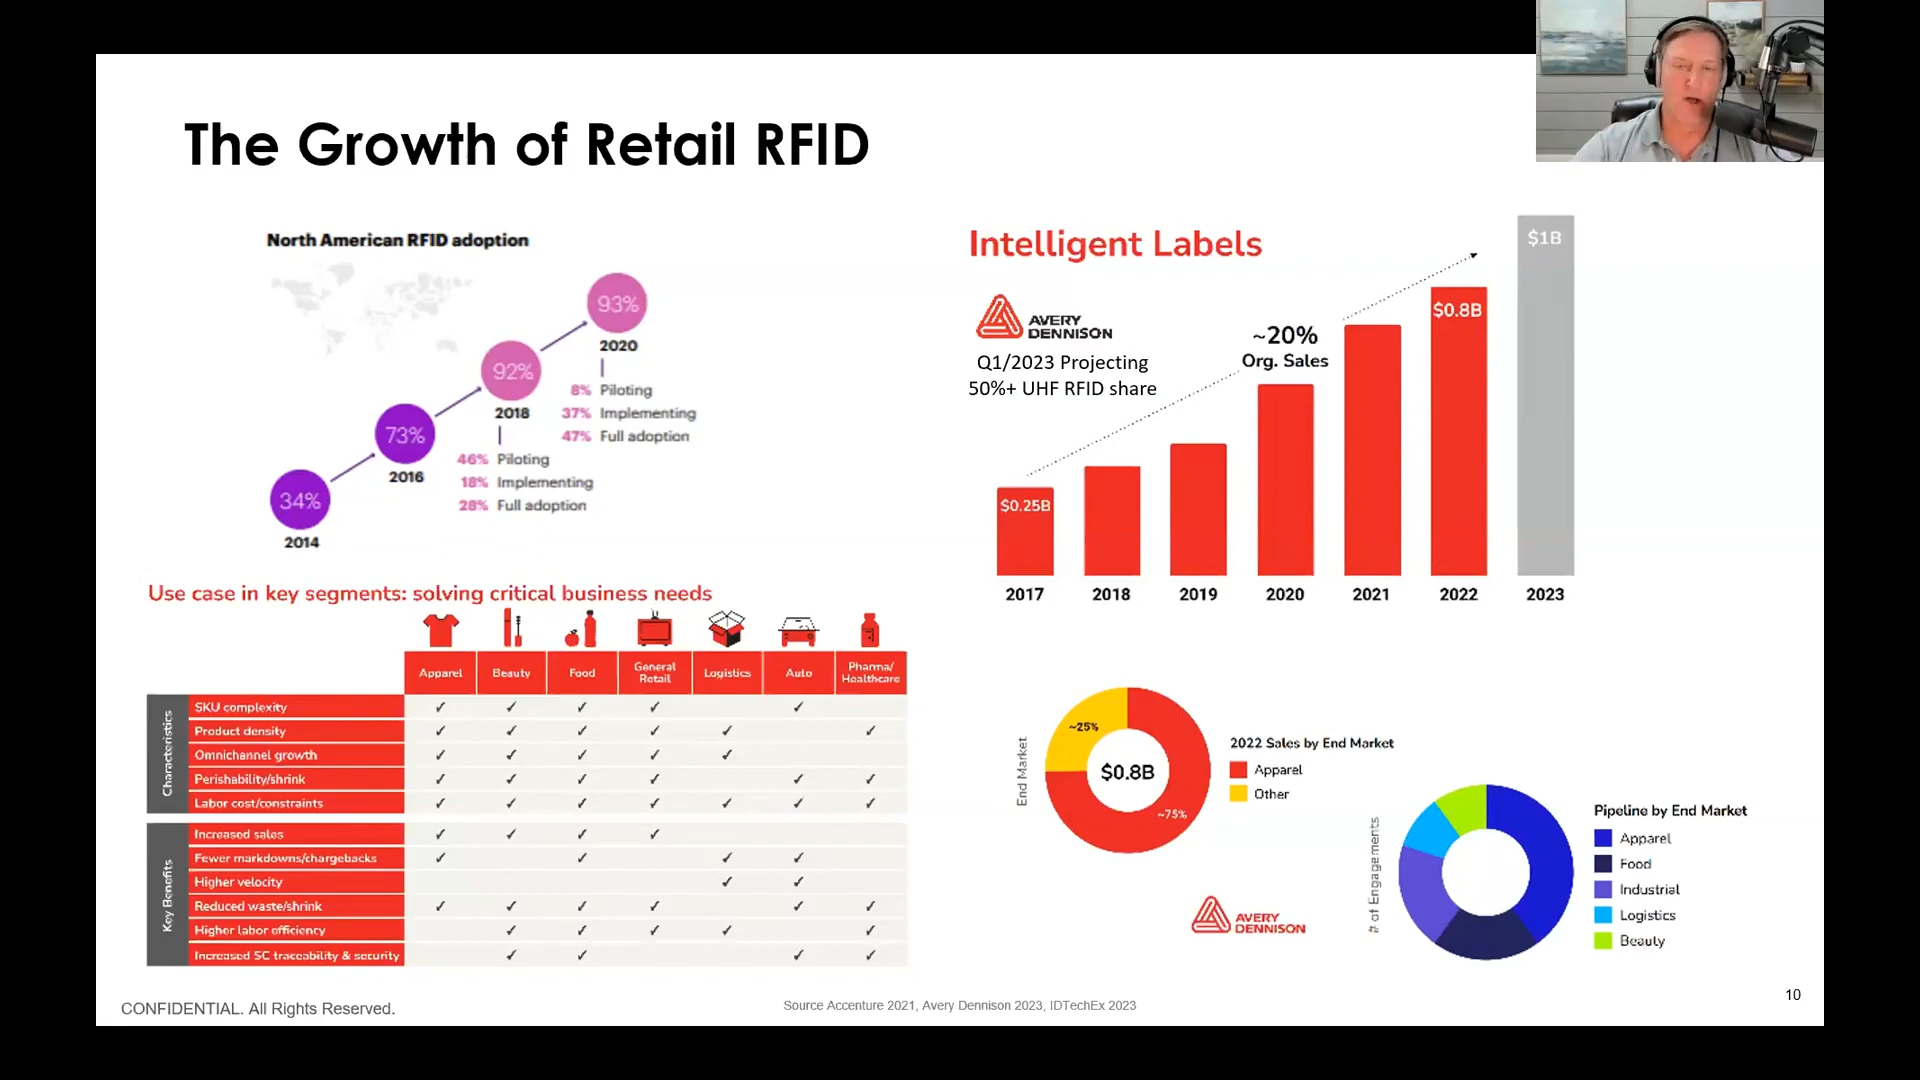 The Growth of Retail RFID
North American RFID adoption
93%
2020
8% Piloting
37% Implementing
47% Full adoption
92%
2018
46% Piloting
18% Implementing
28% Full adoption
73%
2016
34%
2014
Intelligent Labels
AVERY
DENNISON
Q1/2023 Projecting
50%+ UHF RFID share
~20%
Org. Sales
$0.25B
$0.8B
$1B
2017 2018 2019 2020 2021 2022 2023
Use case in key segments: solving critical business needs
Apparel Beauty Food General Retail Logistics Auto Pharma/Healthcare
Characteristics
SKU complexity ✓ ✓ ✓ ✓ ✓
Product density ✓ ✓ ✓ ✓ ✓ ✓
Omnichannel growth ✓ ✓ ✓ ✓ ✓
Perishability/shrink ✓ ✓ ✓ ✓ ✓ ✓
Labor cost/constraints ✓ ✓ ✓ ✓ ✓ ✓ ✓
Key Benefits
Increased sales ✓ ✓ ✓ ✓
Fewer markdowns/chargebacks ✓ ✓ ✓ ✓
Higher velocity ✓ ✓
Reduced waste/shrink ✓ ✓ ✓ ✓ ✓ ✓
Higher labor efficiency ✓ ✓ ✓ ✓ ✓
Increased SC traceability & security ✓ ✓ ✓ ✓
End Market
~25%
$0.8B
~75%
2022 Sales by End Market
Apparel
Other
AVERY
DENNISON
# of Engagements
Pipeline by End Market
Apparel
Food
Industrial
Logistics
Beauty
CONFIDENTIAL. All Rights Reserved.
Source Accenture 2021, Avery Dennison 2023, IDTechEx 2023
10